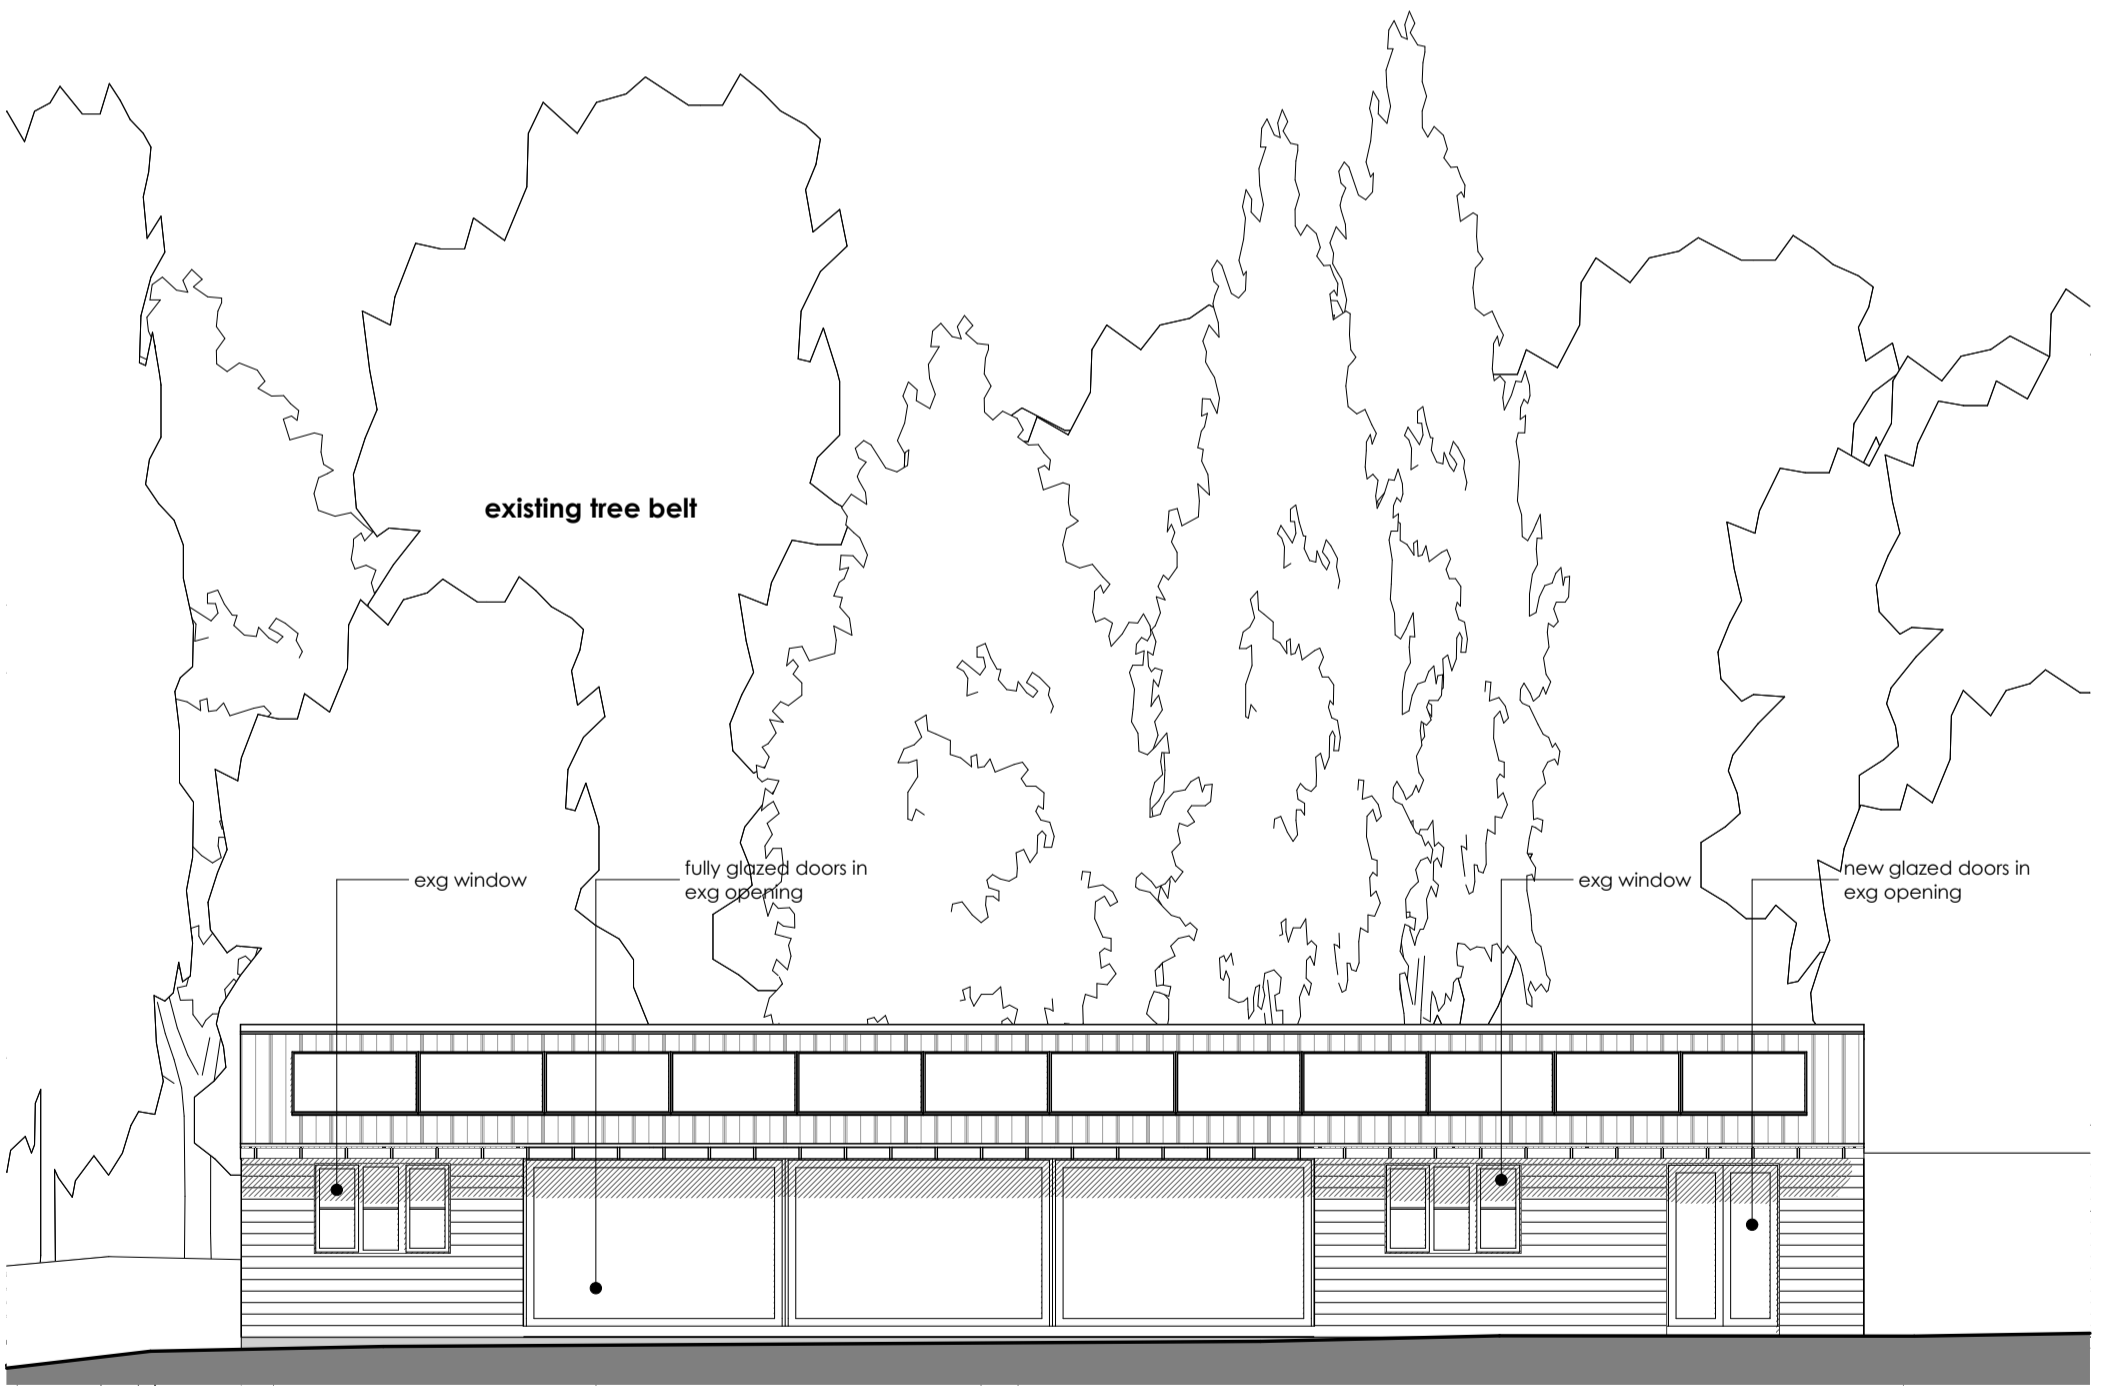 existing tree belt
exg window
fully glazed doors in
exg opening
exg window
new glazed doors in
exg opening